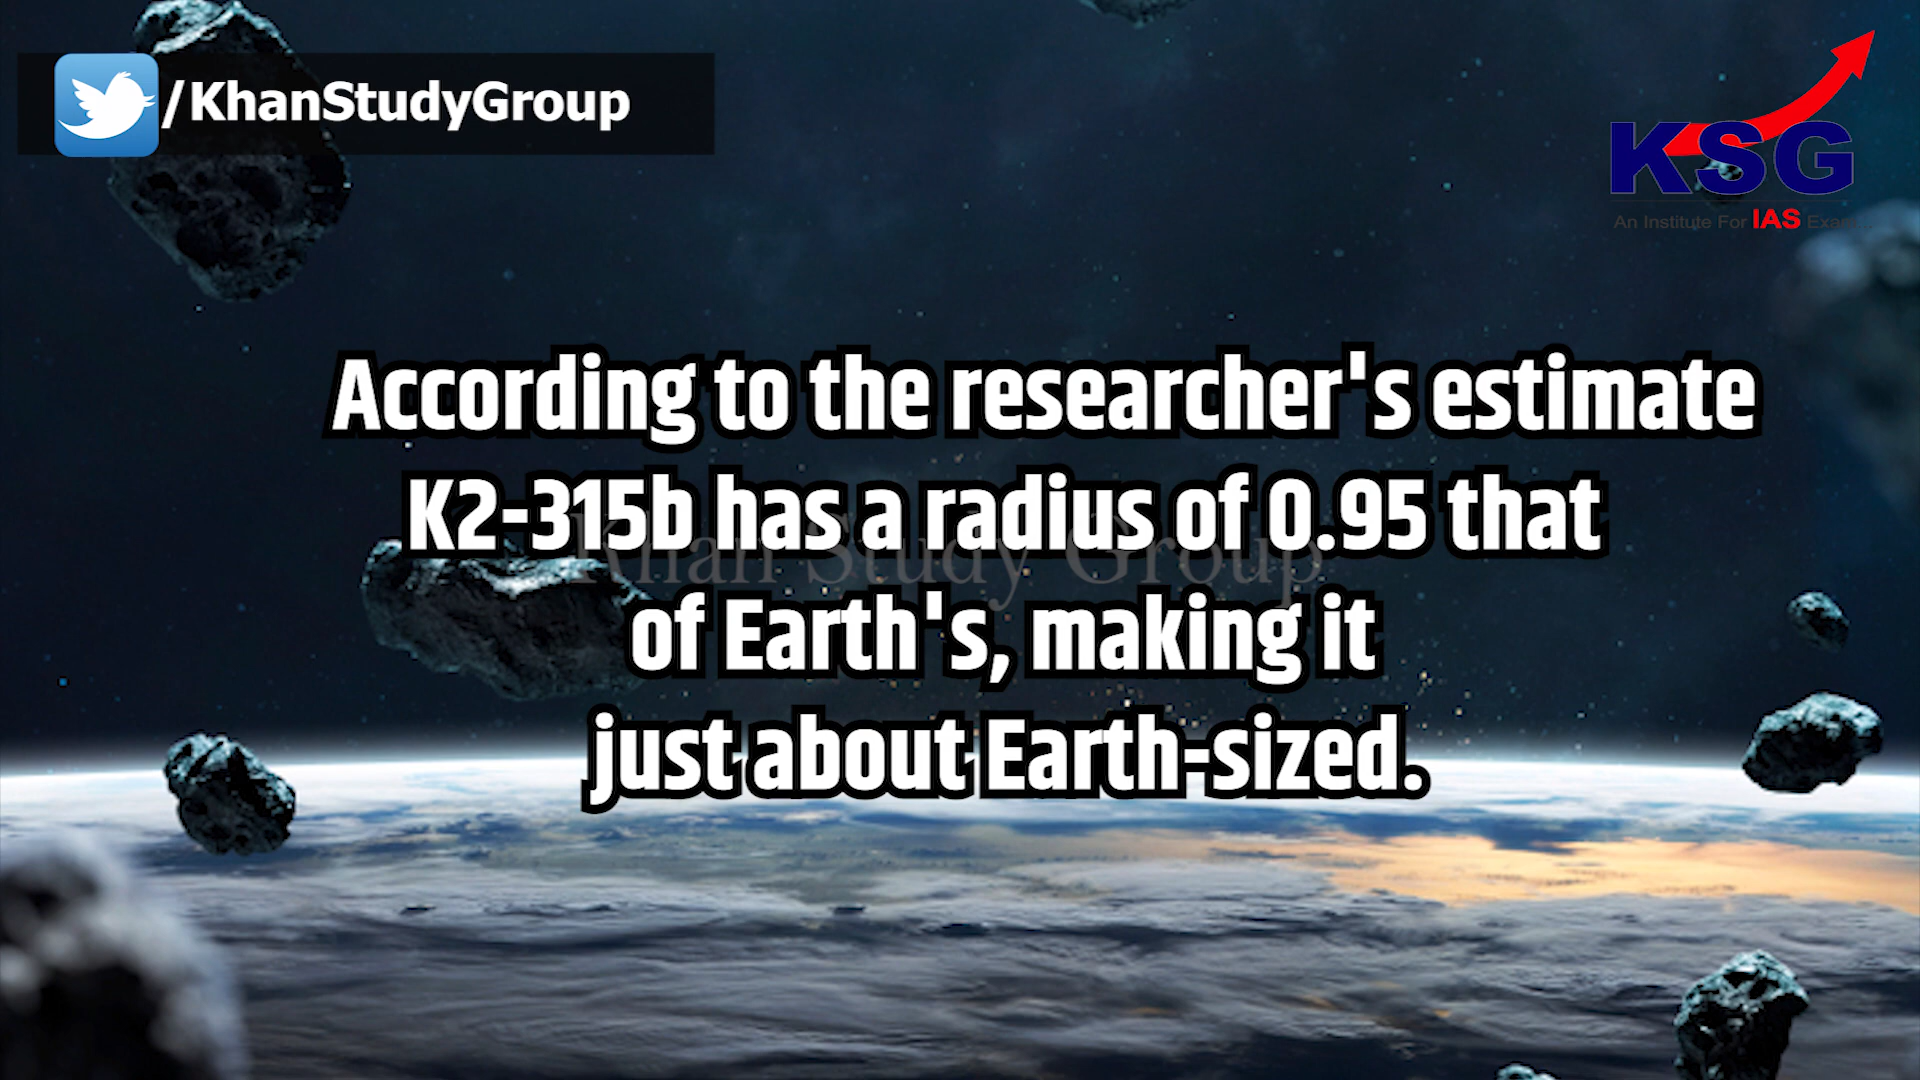 /KhanStudyGroup
KSG
An Institute For IAS Exam
According to the researcher's estimate
K2-315b has a radius of 0.95 that
Khan Study Group
of Earth's, making it
just about Earth-sized.